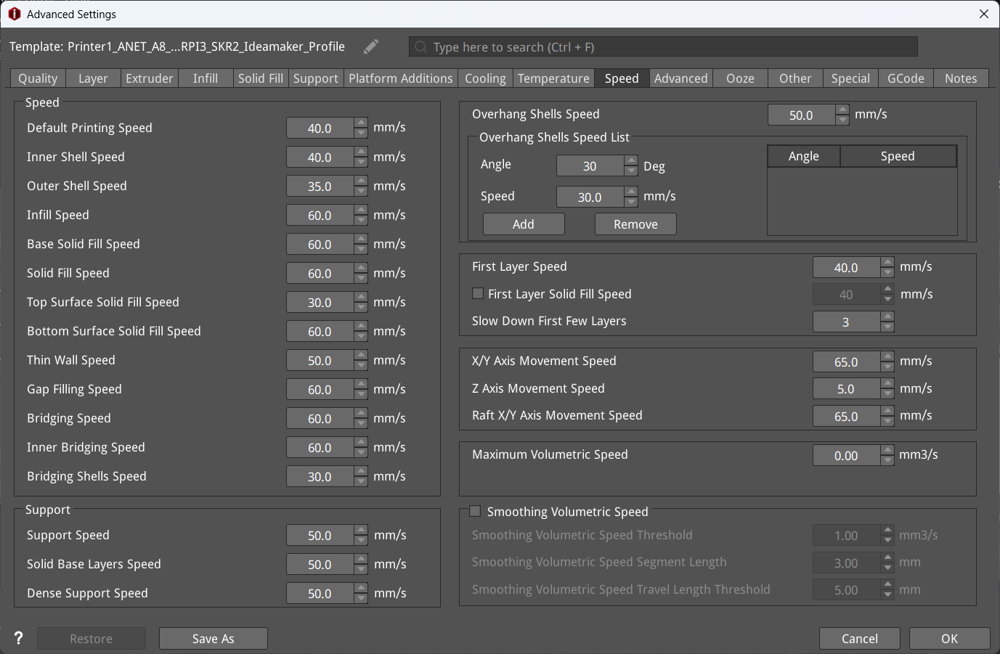 Advanced Settings
Template: Printer1_ANET_A8_...RPI3_SKR2_Ideamaker_Profile
Type here to search (Ctrl + F)
Quality Layer Extruder Infill Solid Fill Support Platform Additions Cooling Temperature Speed Advanced Ooze Other Special GCode Notes
Speed
Default Printing Speed 40.0 mm/s
Inner Shell Speed 40.0 mm/s
Outer Shell Speed 35.0 mm/s
Infill Speed 60.0 mm/s
Base Solid Fill Speed 60.0 mm/s
Solid Fill Speed 60.0 mm/s
Top Surface Solid Fill Speed 30.0 mm/s
Bottom Surface Solid Fill Speed 60.0 mm/s
Thin Wall Speed 50.0 mm/s
Gap Filling Speed 60.0 mm/s
Bridging Speed 60.0 mm/s
Inner Bridging Speed 60.0 mm/s
Bridging Shells Speed 30.0 mm/s
Support
Support Speed 50.0 mm/s
Solid Base Layers Speed 50.0 mm/s
Dense Support Speed 50.0 mm/s
Overhang Shells Speed 50.0 mm/s
Overhang Shells Speed List
Angle 30 Deg
Speed 30.0 mm/s
Add Remove
Angle Speed
First Layer Speed 40.0 mm/s
First Layer Solid Fill Speed 40 mm/s
Slow Down First Few Layers 3
X/Y Axis Movement Speed 65.0 mm/s
Z Axis Movement Speed 5.0 mm/s
Raft X/Y Axis Movement Speed 65.0 mm/s
Maximum Volumetric Speed 0.00 mm3/s
Smoothing Volumetric Speed
Smoothing Volumetric Speed Threshold 1.00 mm3/s
Smoothing Volumetric Speed Segment Length 3.00 mm
Smoothing Volumetric Speed Travel Length Threshold 5.00 mm
? Restore Save As Cancel OK